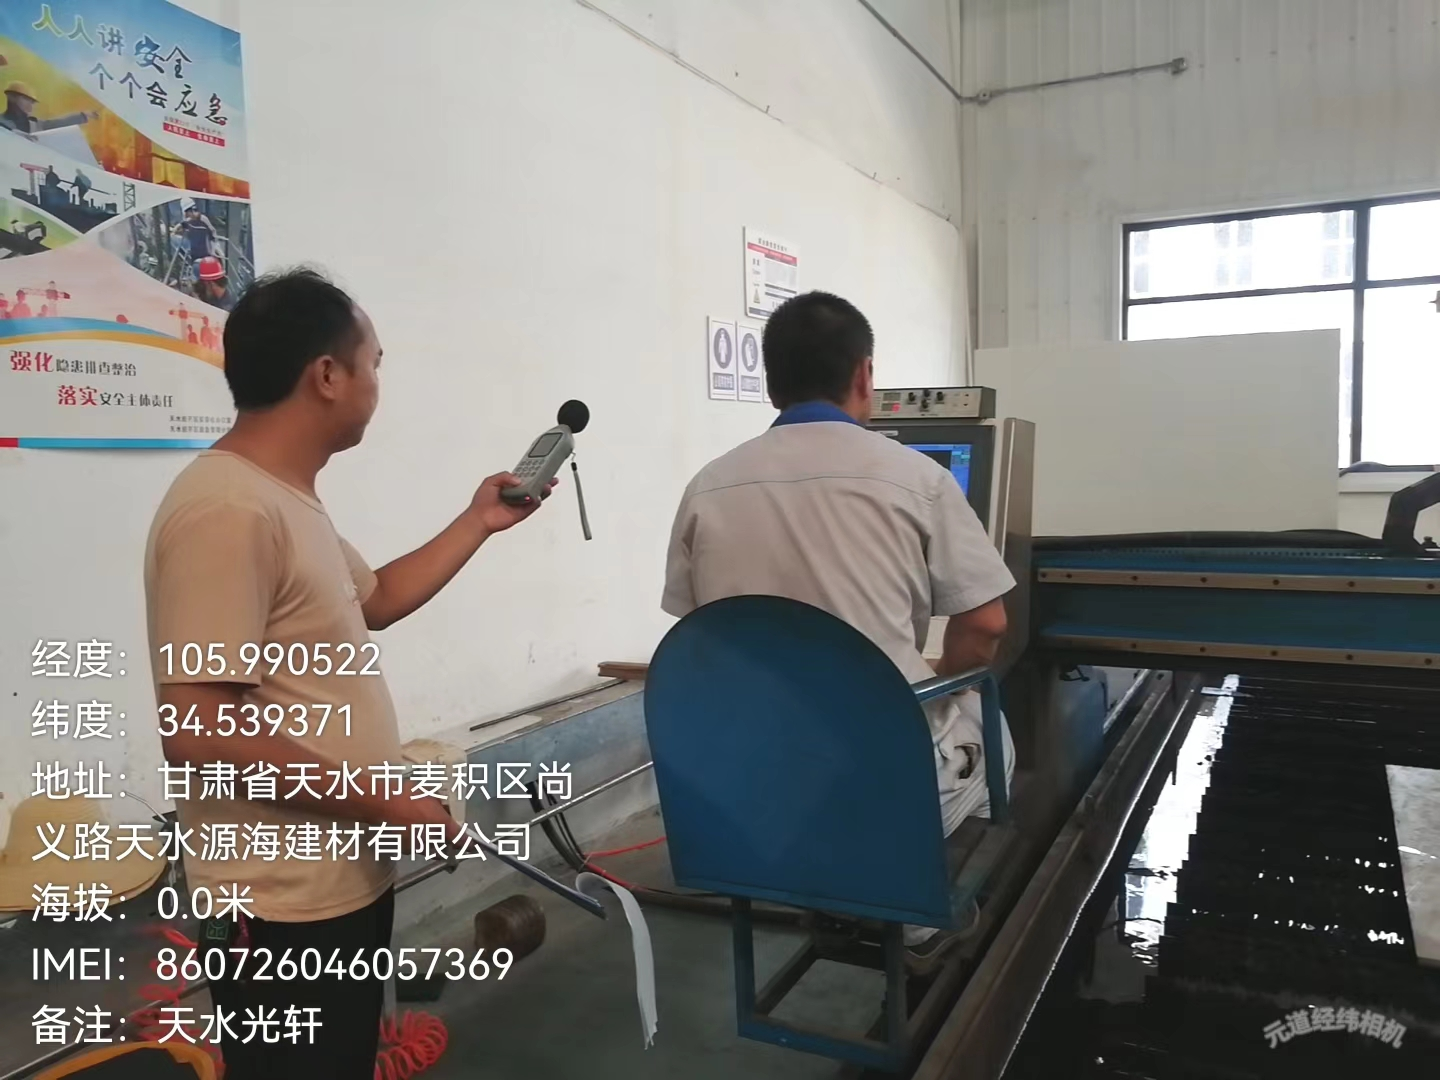 人人讲安全
个个会应急
强化隐患排查整治
落实安全主体责任
经度：105.990522
纬度：34.539371
地址：甘肃省天水市麦积区尚
义路天水源海建材有限公司
海拔：0.0米
IMEI：860726046057369
备注：天水光轩
元道经纬相机